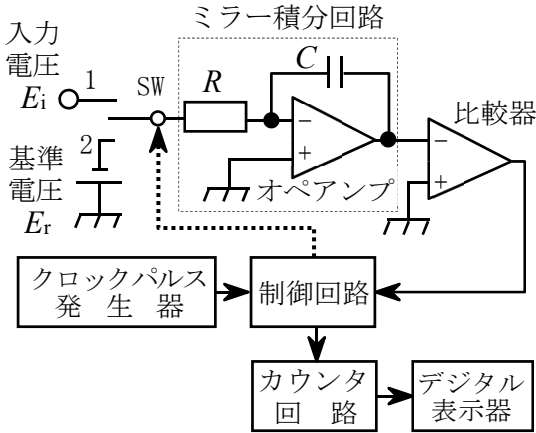 ミラー積分回路
入力
電圧
Ei
1
SW
R
C
−
+
オペアンプ
比較器
−
+
2
基準
電圧
Er
クロックパルス
発 生 器
制御回路
カウンタ
回 路
デジタル
表示器